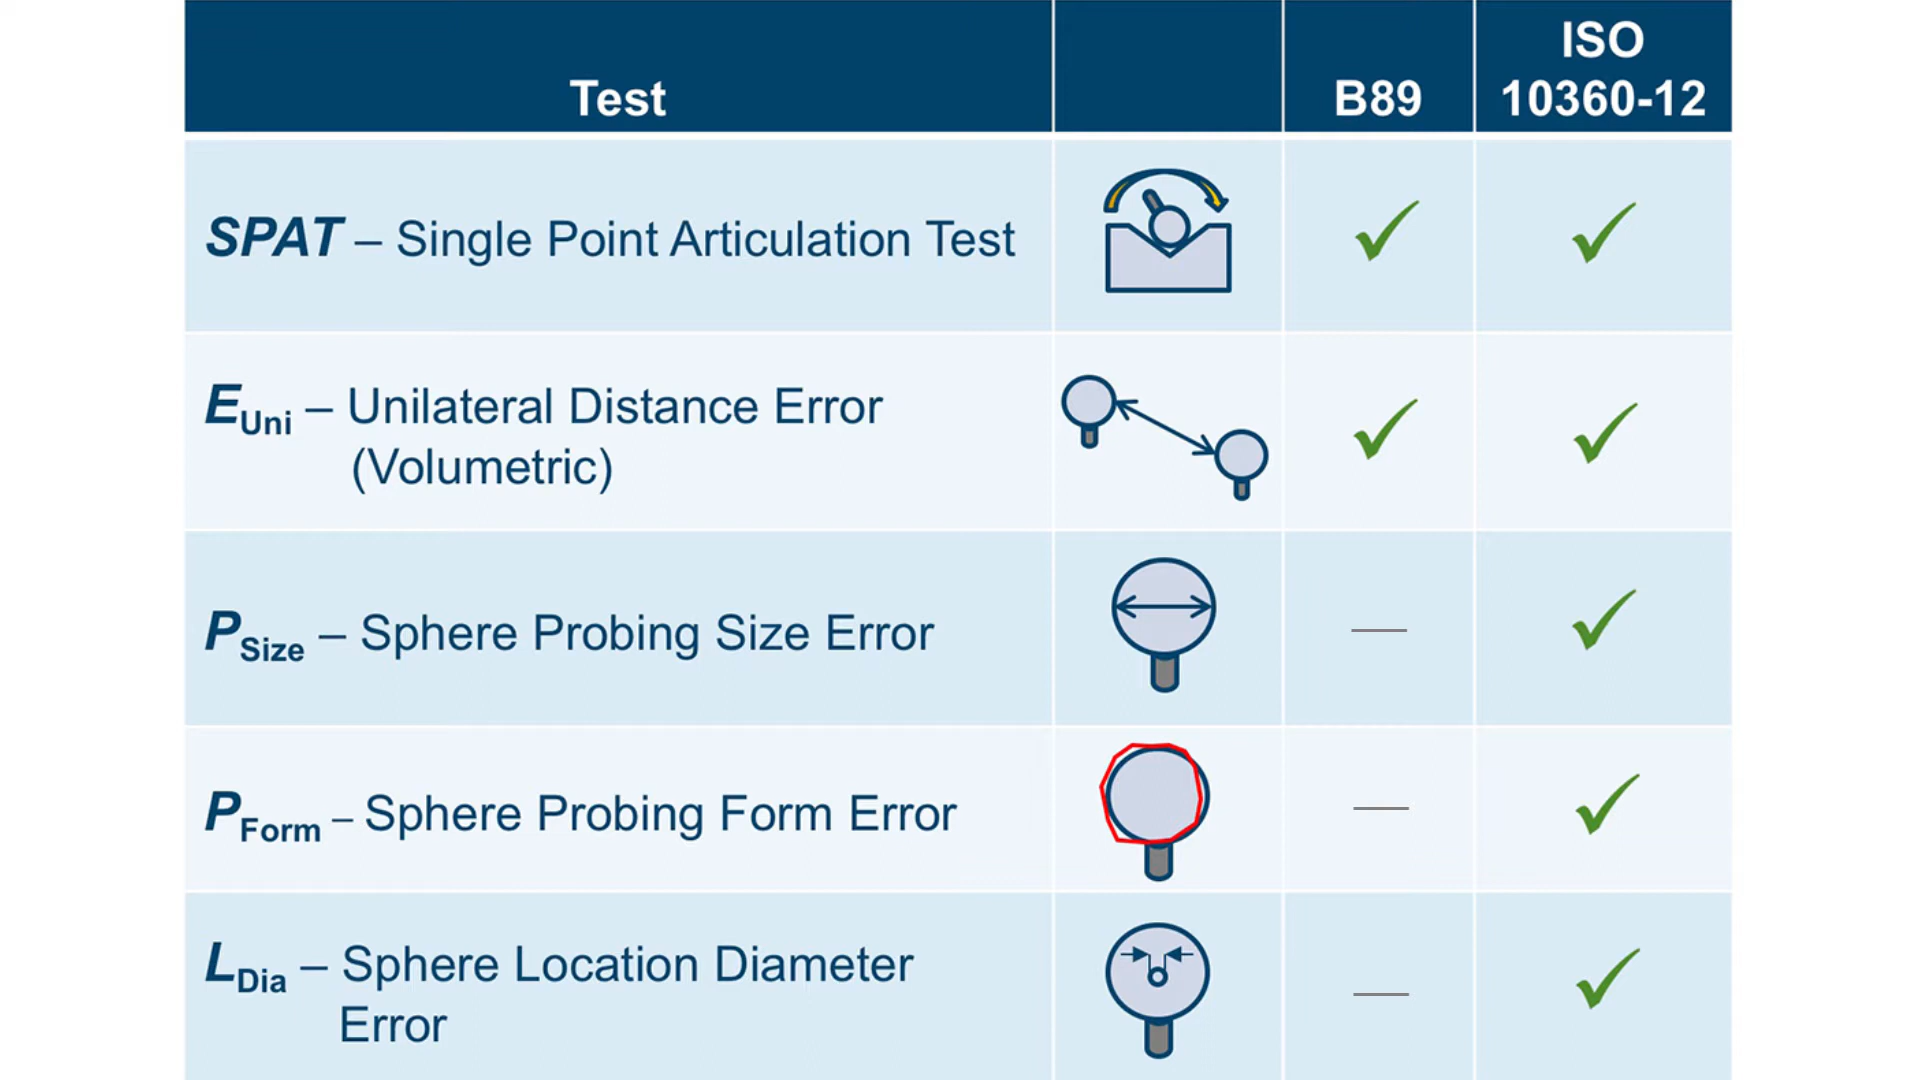 Test
B89
ISO
10360-12
SPAT – Single Point Articulation Test
EUni – Unilateral Distance Error
(Volumetric)
PSize – Sphere Probing Size Error
PForm – Sphere Probing Form Error
LDia – Sphere Location Diameter
Error